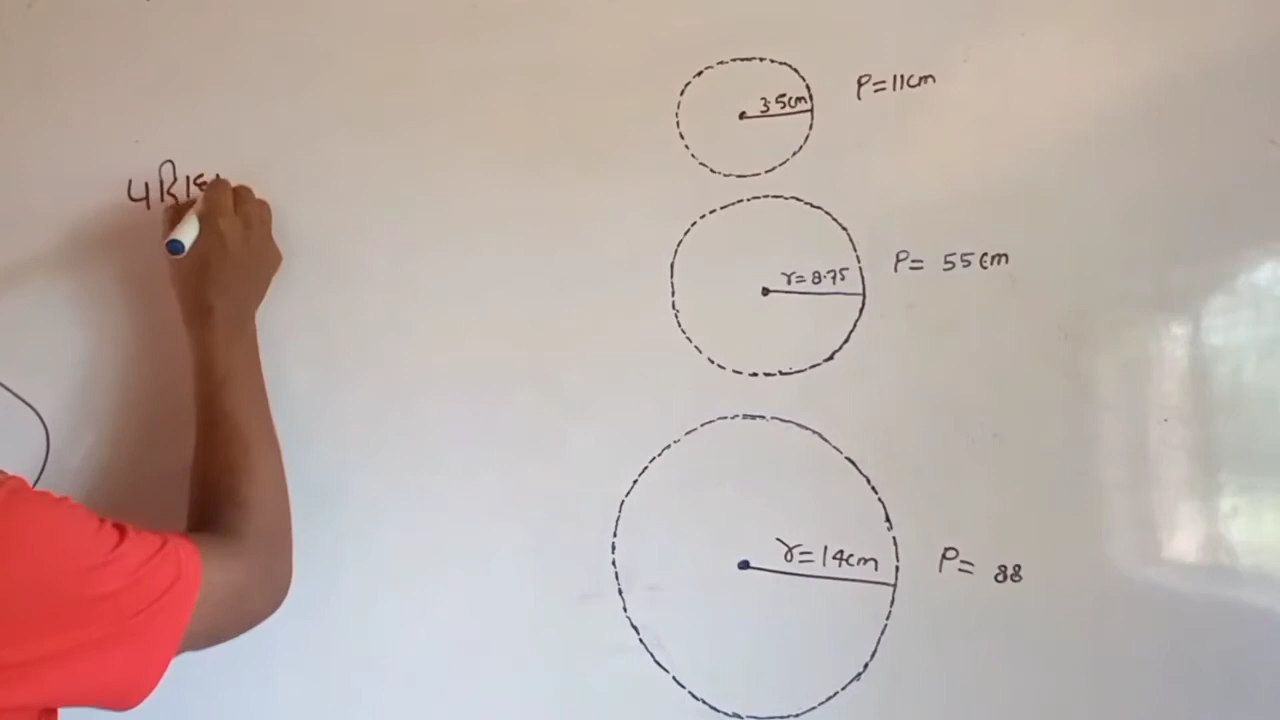 3.5cm P=11cm
r=8.75 P= 55cm
r=14cm P= 88